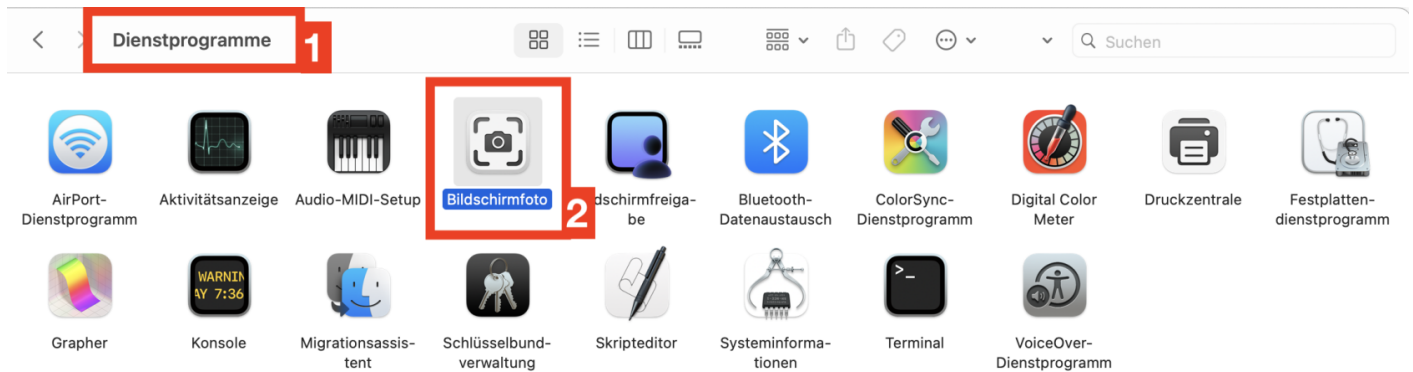 Dienstprogramme
1
Suchen
AirPort-
Dienstprogramm
Aktivitätsanzeige
Audio-MIDI-Setup
Bildschirmfoto
2
dschirmfreiga-
be
Bluetooth-
Datenaustausch
ColorSync-
Dienstprogramm
Digital Color
Meter
Druckzentrale
Festplatten-
dienstprogramm
WARNIN
AY 7:36
>_
Grapher
Konsole
Migrationsassis-
tent
Schlüsselbund-
verwaltung
Skripteditor
Systeminforma-
tionen
Terminal
VoiceOver-
Dienstprogramm